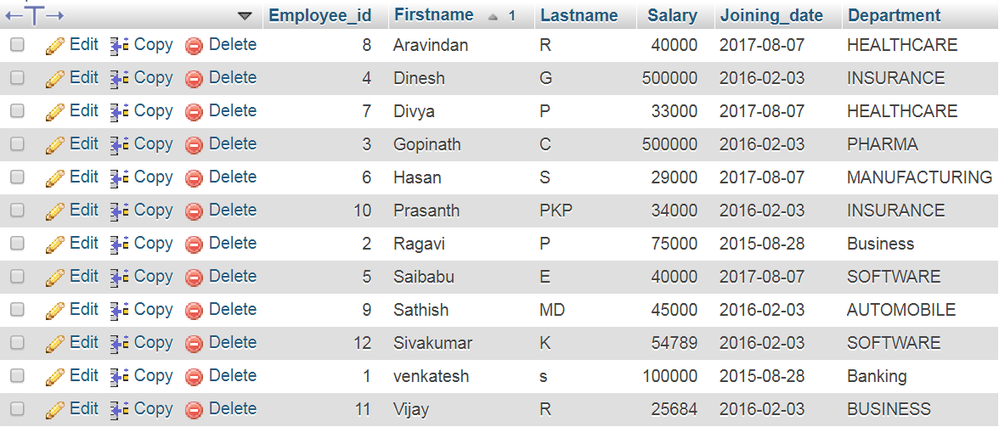 Employee_id Firstname 1 Lastname Salary Joining_date Department
Edit Copy Delete 8 Aravindan R 40000 2017-08-07 HEALTHCARE
Edit Copy Delete 4 Dinesh G 500000 2016-02-03 INSURANCE
Edit Copy Delete 7 Divya P 33000 2017-08-07 HEALTHCARE
Edit Copy Delete 3 Gopinath C 500000 2016-02-03 PHARMA
Edit Copy Delete 6 Hasan S 29000 2017-08-07 MANUFACTURING
Edit Copy Delete 10 Prasanth PKP 34000 2016-02-03 INSURANCE
Edit Copy Delete 2 Ragavi P 75000 2015-08-28 Business
Edit Copy Delete 5 Saibabu E 40000 2017-08-07 SOFTWARE
Edit Copy Delete 9 Sathish MD 45000 2016-02-03 AUTOMOBILE
Edit Copy Delete 12 Sivakumar K 54789 2016-02-03 SOFTWARE
Edit Copy Delete 1 venkatesh s 100000 2015-08-28 Banking
Edit Copy Delete 11 Vijay R 25684 2016-02-03 BUSINESS